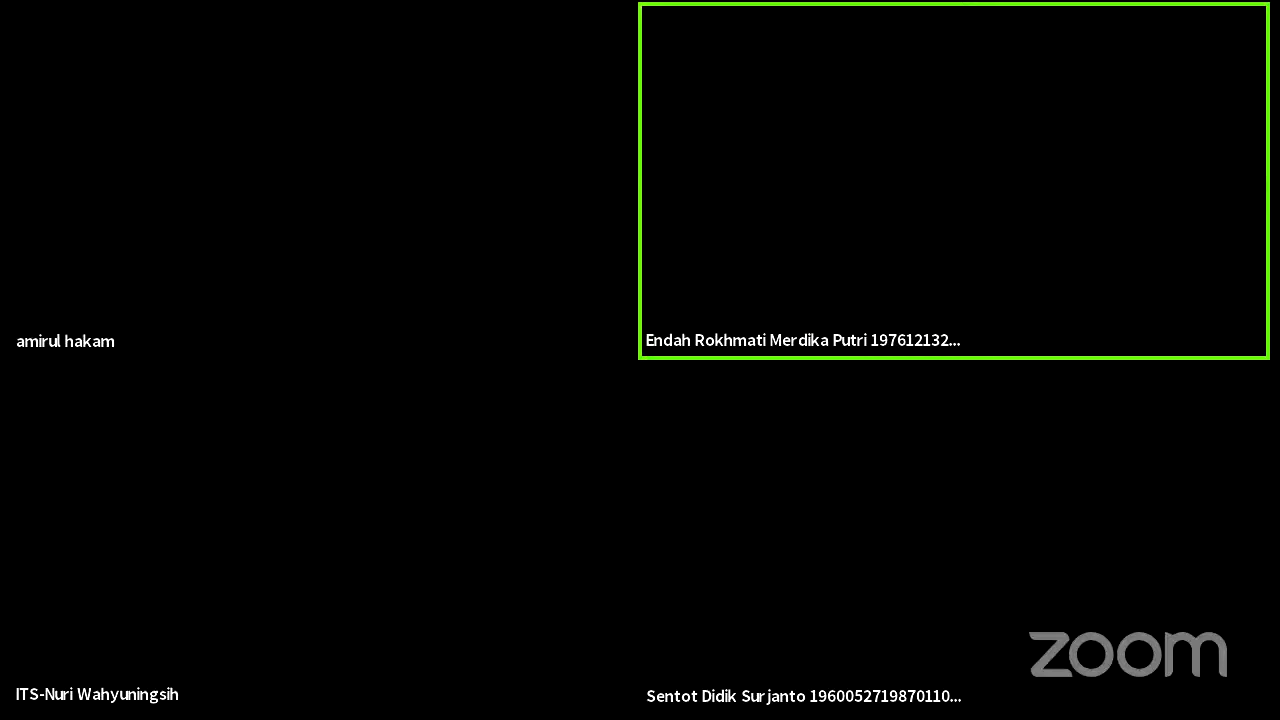 amirul hakam
Endah Rokhmati Merdika Putri 197612132...
ITS-Nuri Wahyuningsih
Sentot Didik Surjanto 1960052719870110...
zoom